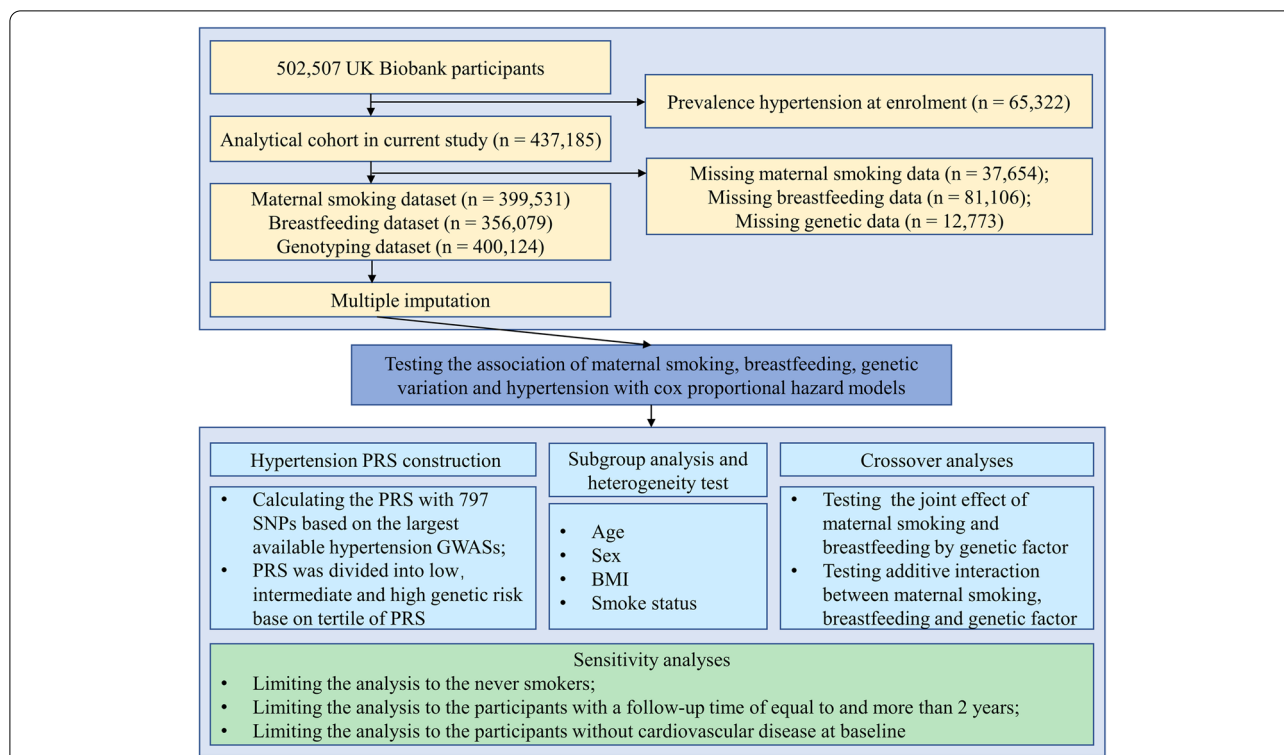 502,507 UK Biobank participants
Prevalence hypertension at enrolment (n = 65,322)
Analytical cohort in current study (n = 437,185)
Missing maternal smoking data (n = 37,654);
Missing breastfeeding data (n = 81,106);
Missing genetic data (n = 12,773)
Maternal smoking dataset (n = 399,531)
Breastfeeding dataset (n = 356,079)
Genotyping dataset (n = 400,124)
Multiple imputation
Testing the association of maternal smoking, breastfeeding, genetic
variation and hypertension with cox proportional hazard models
Hypertension PRS construction
• Calculating the PRS with 797
SNPs based on the largest
available hypertension GWASs;
• PRS was divided into low,
intermediate and high genetic risk
base on tertile of PRS
Subgroup analysis and
heterogeneity test
• Age
• Sex
• BMI
• Smoke status
Crossover analyses
• Testing the joint effect of
maternal smoking and
breastfeeding by genetic factor
• Testing additive interaction
between maternal smoking,
breastfeeding and genetic factor
Sensitivity analyses
• Limiting the analysis to the never smokers;
• Limiting the analysis to the participants with a follow-up time of equal to and more than 2 years;
• Limiting the analysis to the participants without cardiovascular disease at baseline